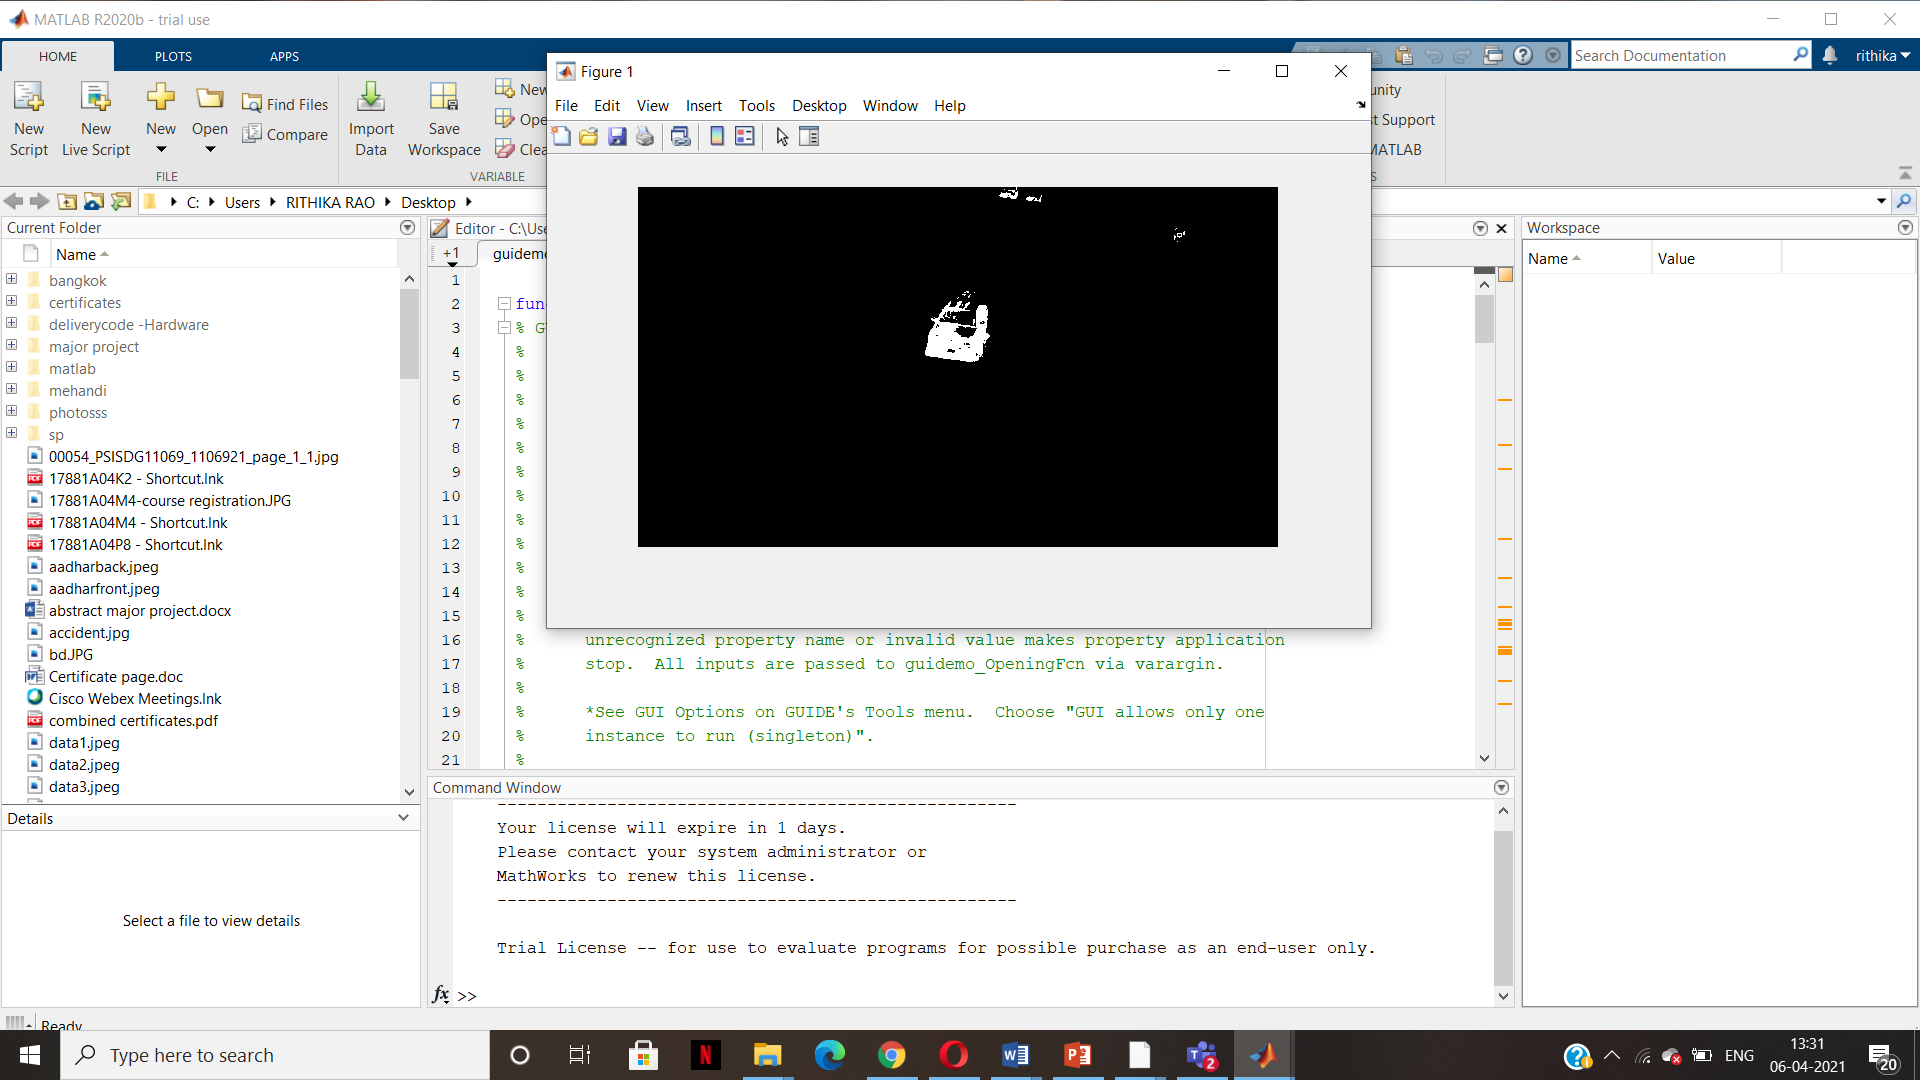 MATLAB R2020b - trial use
HOME
PLOTS
APPS
Search Documentation
rithika
New Script
New Live Script
New
Open
Find Files
Compare
Import Data
Save Workspace
New
FILE
VARIABLE
MATLAB
Support
Figure 1
File Edit View Insert Tools Desktop Window Help
C: Users RITHIKA RAO Desktop
Current Folder
Name
bangkok
certificates
deliverycode -Hardware
major project
matlab
mehandi
photosss
sp
00054_PSISDG11069_1106921_page_1_1.jpg
17881A04K2 - Shortcut.lnk
17881A04M4-course registration.JPG
17881A04M4 - Shortcut.lnk
17881A04P8 - Shortcut.lnk
aadharback.jpeg
aadharfront.jpeg
abstract major project.docx
accident.jpg
bd.JPG
Certificate page.doc
Cisco Webex Meetings.lnk
combined certificates.pdf
data1.jpeg
data2.jpeg
data3.jpeg
Details
Select a file to view details
Editor - C:\Use
+1
guidemo
1
2 fun
3 % G
4 %
5 %
6 %
7 %
8 %
9 %
10 %
11 %
12 %
13 %
14 %
15 %
16 % unrecognized property name or invalid value makes property application
17 % stop. All inputs are passed to guidemo_OpeningFcn via varargin.
18 %
19 % *See GUI Options on GUIDE's Tools menu. Choose "GUI allows only one
20 % instance to run (singleton)".
21 %
Command Window
--------------------------------------------------
Your license will expire in 1 days.
Please contact your system administrator or
MathWorks to renew this license.
--------------------------------------------------
Trial License -- for use to evaluate programs for possible purchase as an end-user only.
fx >>
Workspace
Name Value
Ready
Type here to search
2
ENG
13:31
06-04-2021
20